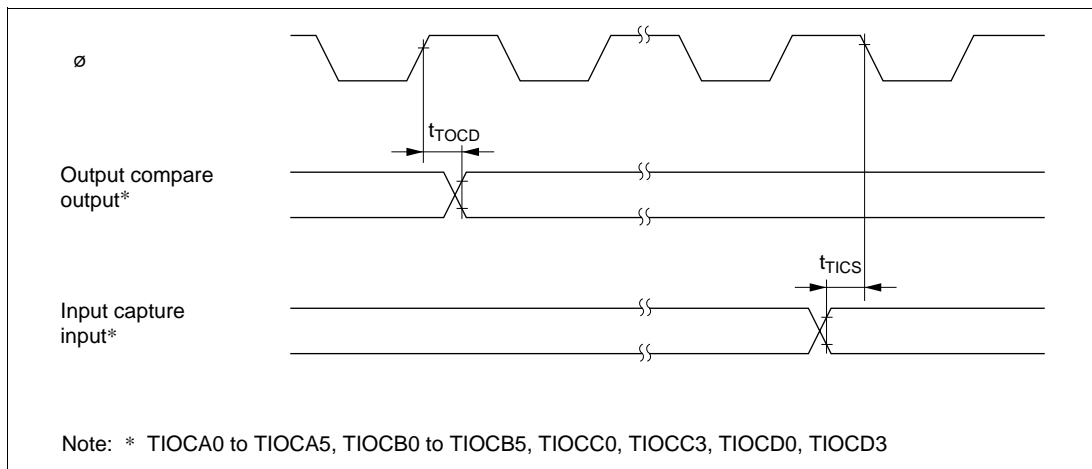 ø
tTOCD
Output compare
output*
tTICS
Input capture
input*
Note: * TIOCA0 to TIOCA5, TIOCB0 to TIOCB5, TIOCC0, TIOCC3, TIOCD0, TIOCD3